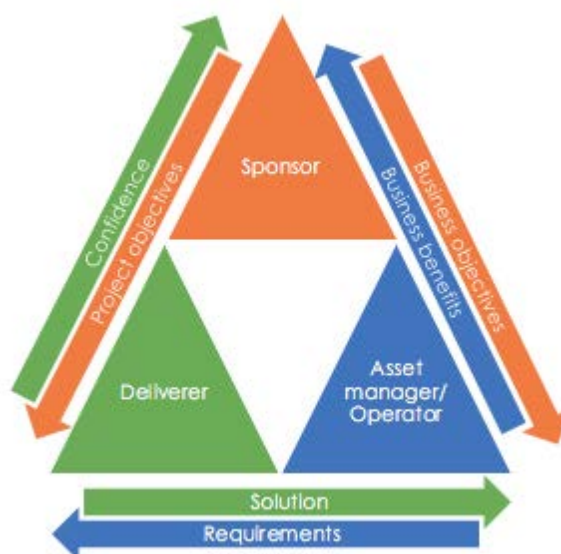 Sponsor
Confidence
Project objectives
Business benefits
Business objectives
Deliverer
Asset
manager/
Operator
Solution
Requirements